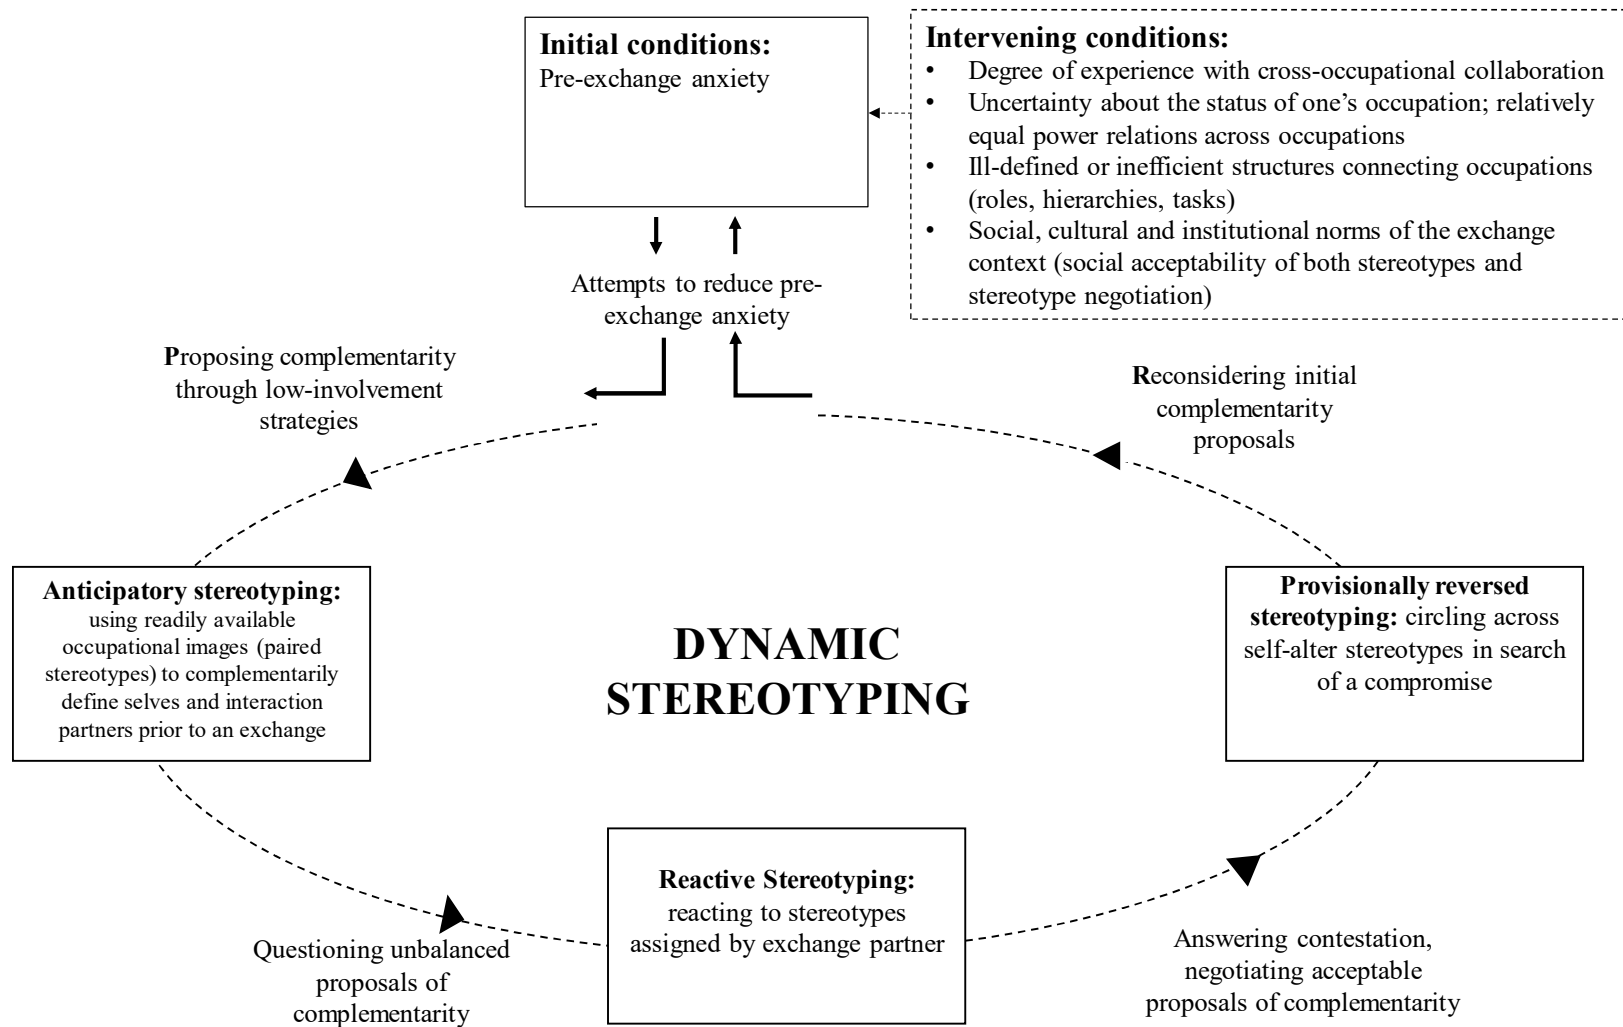 Initial conditions:
Pre-exchange anxiety
Intervening conditions:
• Degree of experience with cross-occupational collaboration
• Uncertainty about the status of one’s occupation; relatively
equal power relations across occupations
• Ill-defined or inefficient structures connecting occupations
(roles, hierarchies, tasks)
• Social, cultural and institutional norms of the exchange
context (social acceptability of both stereotypes and
stereotype negotiation)
Attempts to reduce pre-
exchange anxiety
Proposing complementarity
through low-involvement
strategies
Reconsidering initial
complementarity
proposals
Anticipatory stereotyping:
using readily available
occupational images (paired
stereotypes) to complementarily
define selves and interaction
partners prior to an exchange
DYNAMIC
STEREOTYPING
Provisionally reversed
stereotyping: circling across
self-alter stereotypes in search
of a compromise
Reactive Stereotyping:
reacting to stereotypes
assigned by exchange partner
Questioning unbalanced
proposals of
complementarity
Answering contestation,
negotiating acceptable
proposals of complementarity